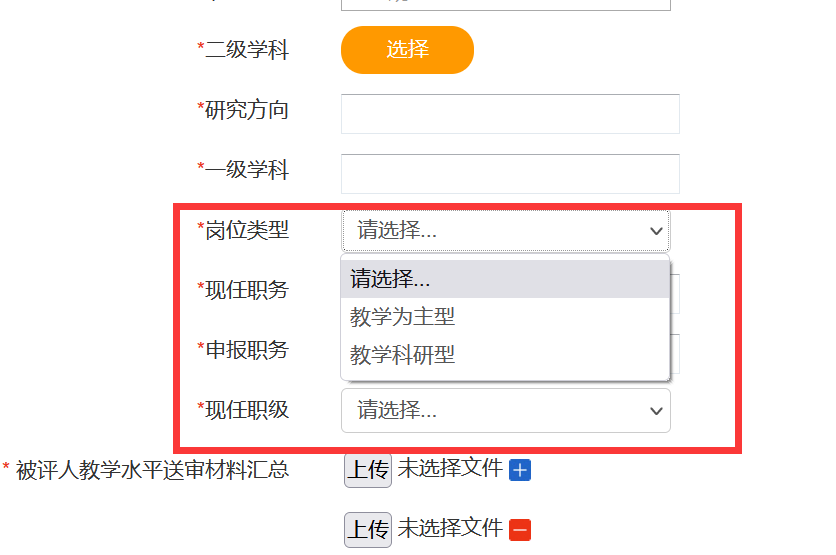 *二级学科 选择
*研究方向
*一级学科
*岗位类型 请选择...
请选择...
*现任职务
教学为主型
*申报职务
教学科研型
*现任职级 请选择...
* 被评人教学水平送审材料汇总 上传 未选择文件
上传 未选择文件